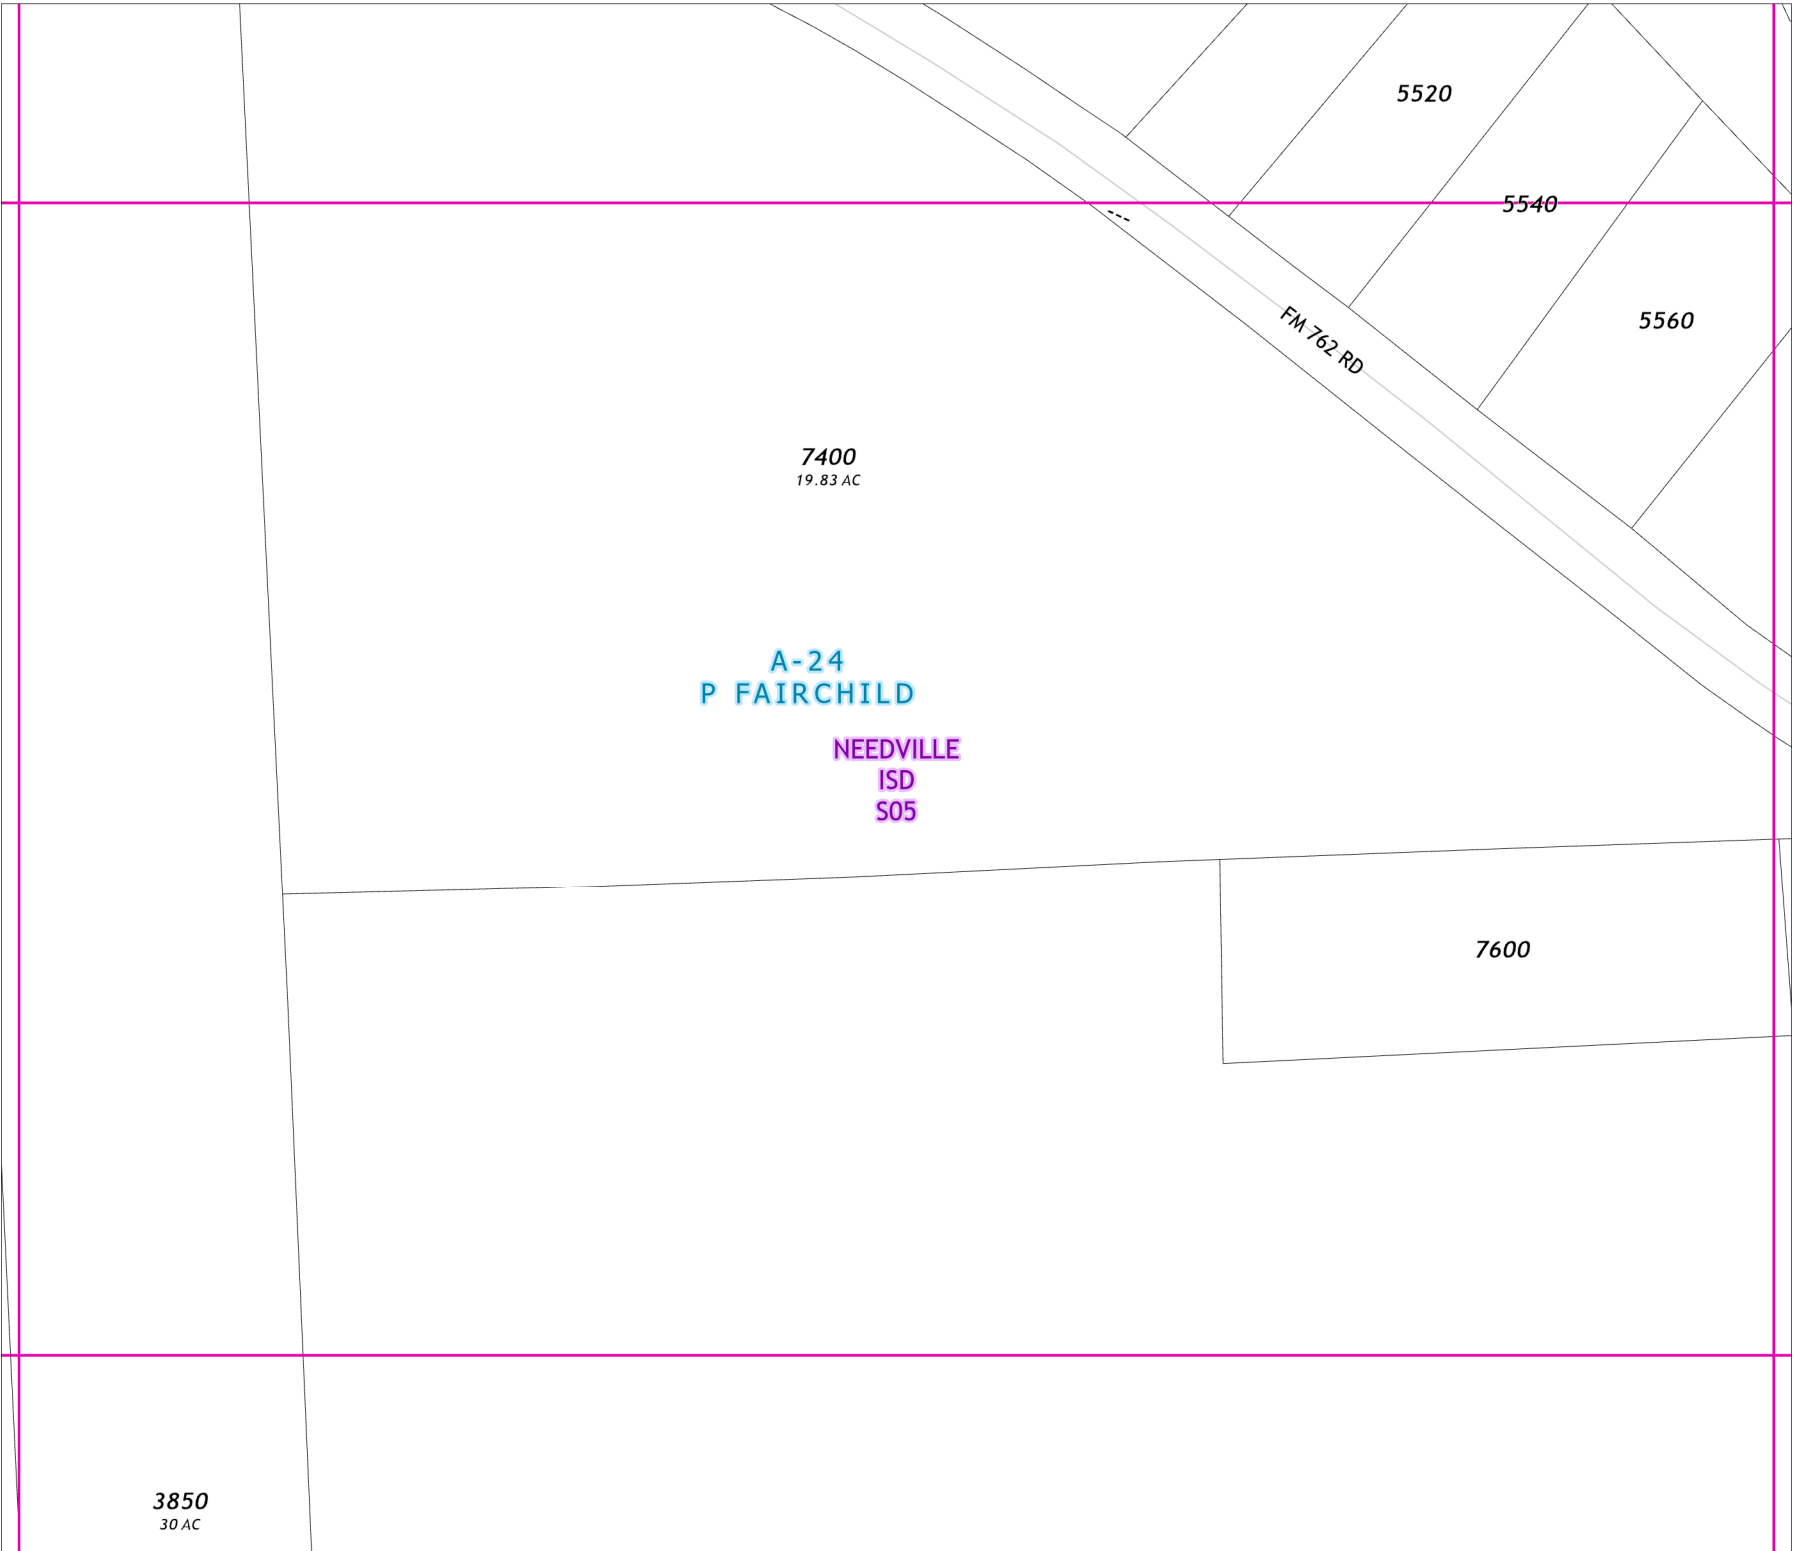 5520
5540
---
FM 762 RD
5560
7400
19.83 AC
A-24
P FAIRCHILD
NEEDVILLE
ISD
S05
7600
3850
30 AC